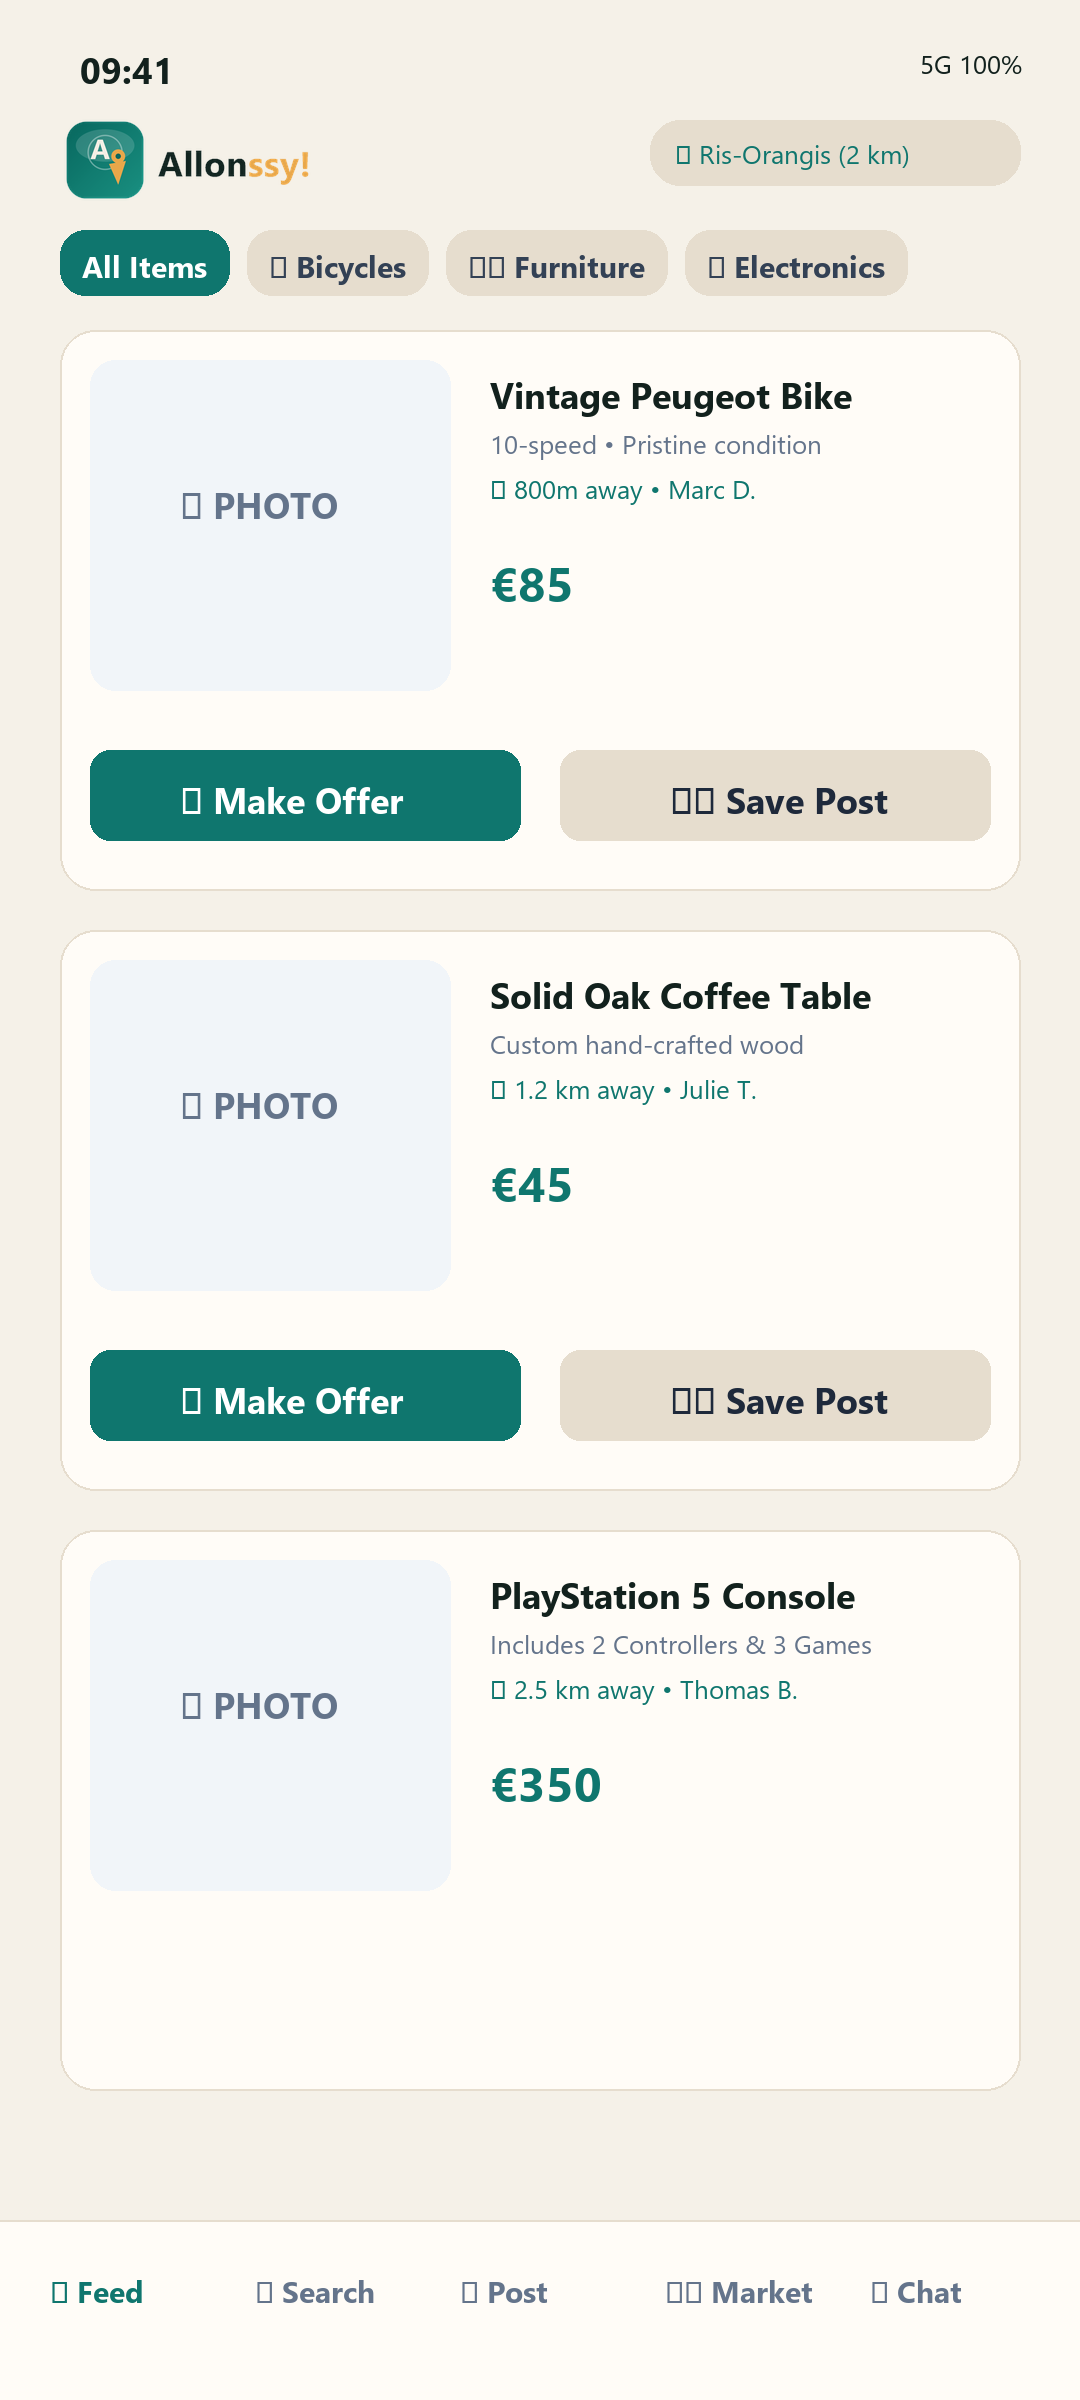 09:41
5G 100%
A
Allonssy!
Ris-Orangis (2 km)
All Items
Bicycles
Furniture
Electronics
PHOTO
Vintage Peugeot Bike
10-speed • Pristine condition
800m away • Marc D.
€85
Make Offer
Save Post
PHOTO
Solid Oak Coffee Table
Custom hand-crafted wood
1.2 km away • Julie T.
€45
Make Offer
Save Post
PHOTO
PlayStation 5 Console
Includes 2 Controllers & 3 Games
2.5 km away • Thomas B.
€350
Feed
Search
Post
Market
Chat